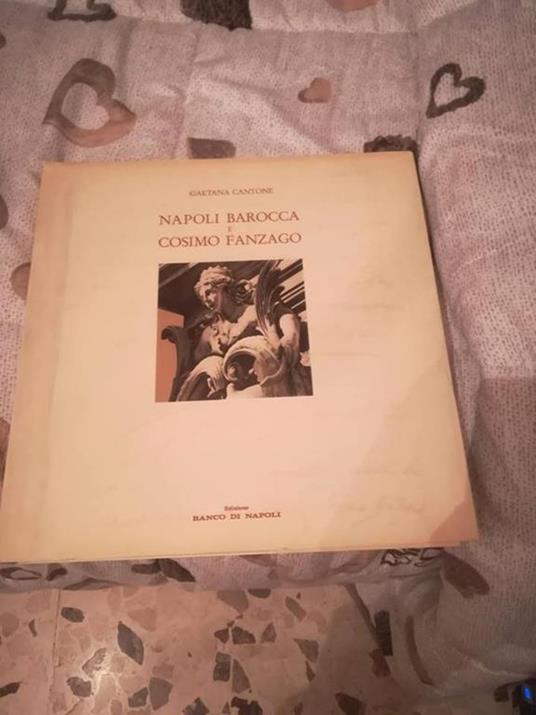 GAETANA CANTONE
NAPOLI BAROCCA
E
COSIMO FANZAGO
Edizione
BANCO DI NAPOLI